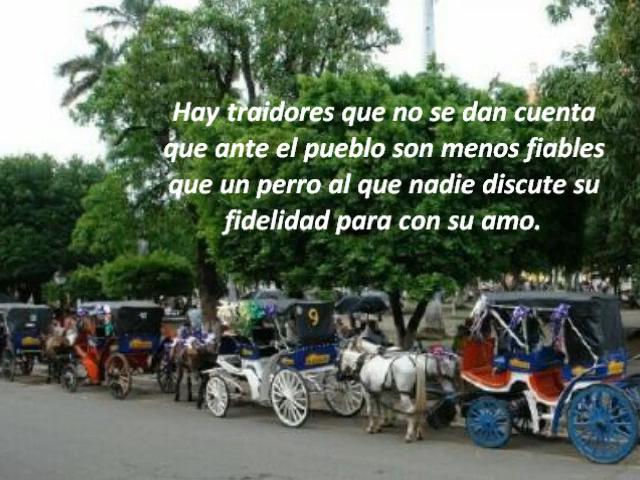 Hay traidores que no se dan cuenta
que ante el pueblo son menos fiables
que un perro al que nadie discute su
fidelidad para con su amo.
9